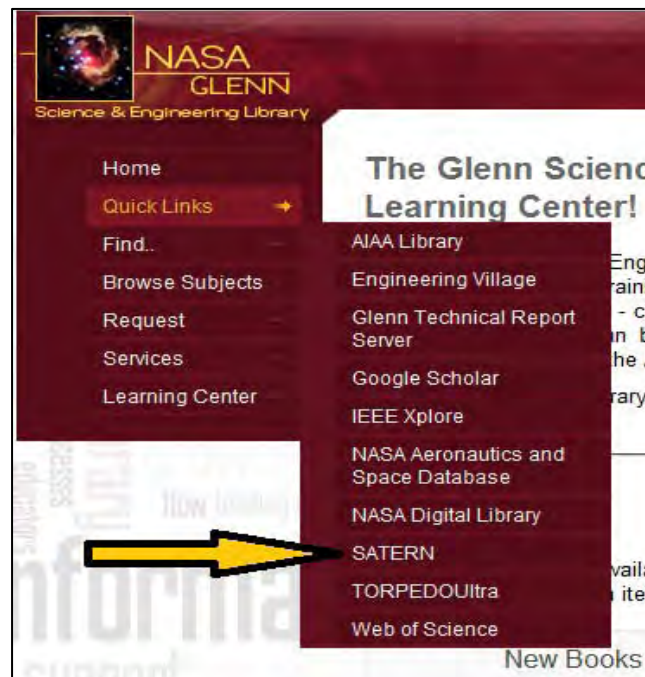 NASA
GLENN
Science & Engineering Library
Home
Quick Links
Find..
Browse Subjects
Request
Services
Learning Center
The Glenn
Learning Center!
AIAA Library
Engineering Village
Glenn Technical Report
Server
Google Scholar
IEEE Xplore
NASA Aeronautics and
Space Database
NASA Digital Library
SATERN
TORPEDOUltra
Web of Science
New Books